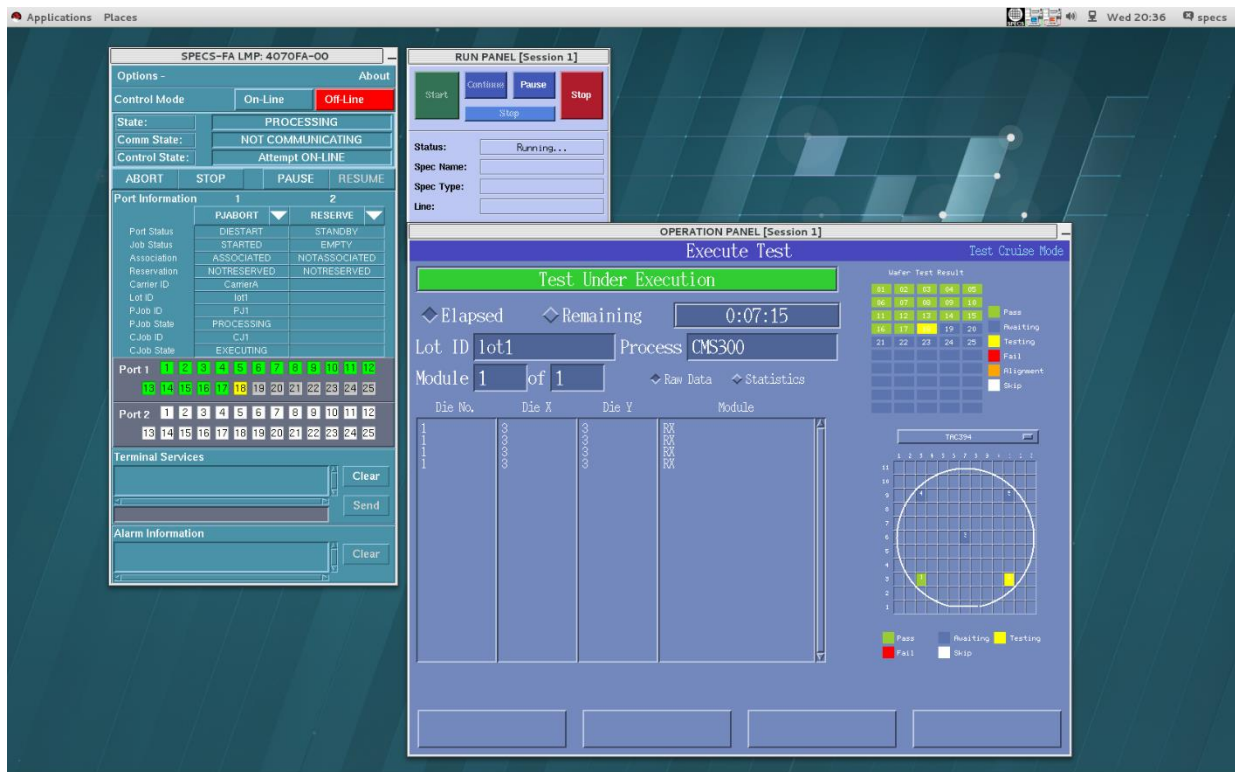 Applications Places
Wed 20:36 specs
SPECS-FA LMP: 4070FA-00
Options - About
Control Mode On-Line Off-Line
State: PROCESSING
Comm State: NOT COMMUNICATING
Control State: Attempt ON-LINE
ABORT STOP PAUSE RESUME
Port Information 1 2
PJABORT RESERVE
Port Status DIESTART STANDBY
Job Status STARTED EMPTY
Association ASSOCIATED NOTASSOCIATED
Reservation NOTRESERVED NOTRESERVED
Carrier ID CarrierA
Lot ID lot1
PJob ID PJ1
PJob State PROCESSING
CJob ID CJ1
CJob State EXECUTING
Port 1 1 2 3 4 5 6 7 8 9 10 11 12
13 14 15 16 17 18 19 20 21 22 23 24 25
Port 2 1 2 3 4 5 6 7 8 9 10 11 12
13 14 15 16 17 18 19 20 21 22 23 24 25
Terminal Services
Clear
Send
Alarm Information
Clear
RUN PANEL [Session 1]
Start Continue Pause Stop
Stop
Status: Running...
Spec Name:
Spec Type:
Line:
OPERATION PANEL [Session 1]
Execute Test Test Cruise Mode
Test Under Execution
Elapsed Remaining 0:07:15
Lot ID lot1 Process CMS300
Module 1 of 1 Raw Data Statistics
Die No. Die X Die Y Module
1 3 3 RX
1 3 3 RX
1 3 3 RX
1 3 3 RX
Wafer Test Result
01 02 03 04 05
06 07 08 09 10
11 12 13 14 15
16 17 19 20
21 22 23 24 25
Pass
Awaiting
Testing
Fail
Alignment
Skip
TAC394
11
10
9
8
7
6
5
4
3
2
1
Pass Awaiting Testing
Fail Skip